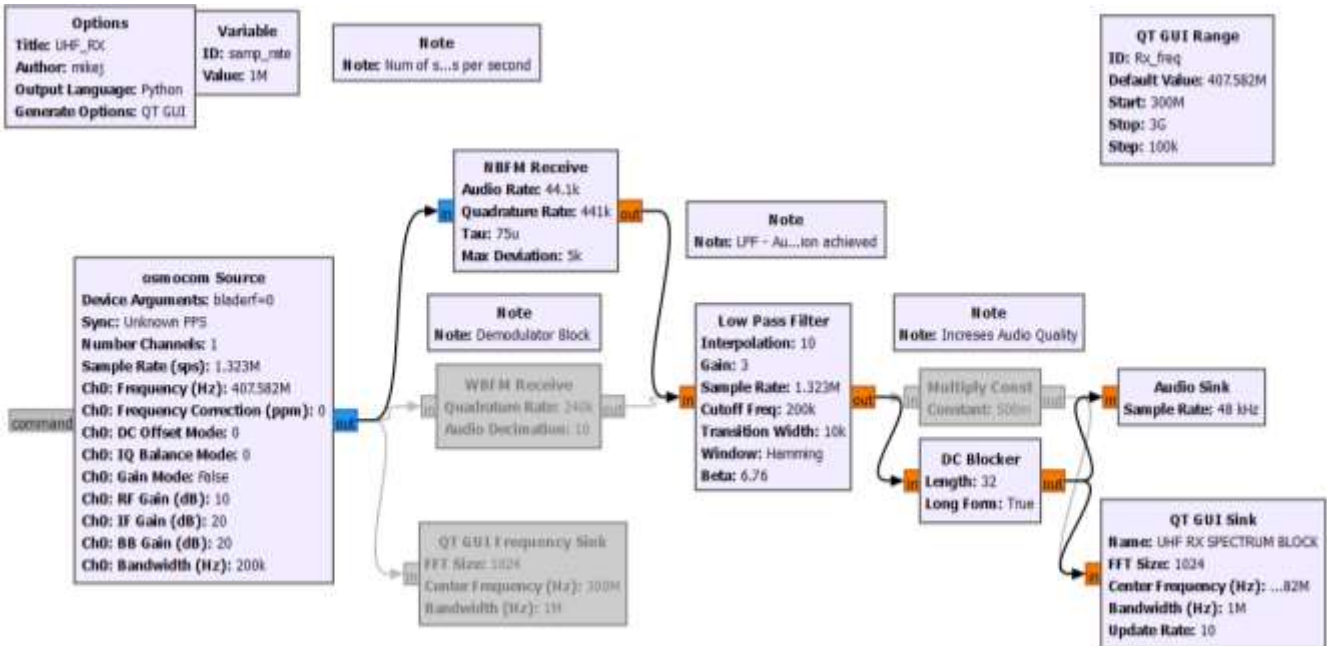 Options
Title: UHF_RX
Author: mikej
Output Language: Python
Generate Options: QT GUI
Variable
ID: samp_rate
Value: 1M
Note
Note: Num of s...s per second
QT GUI Range
ID: Rx_freq
Default Value: 407.582M
Start: 300M
Stop: 3G
Step: 100k
NBFM Receive
Audio Rate: 44.1k
Quadrature Rate: 441k
Tau: 75u
Max Deviation: 5k
in
out
Note
Note: LPF - Au...ion achieved
osmocom Source
Device Arguments: bladerf=0
Sync: Unknown PPS
Number Channels: 1
Sample Rate (sps): 1.323M
Ch0: Frequency (Hz): 407.582M
Ch0: Frequency Correction (ppm): 0
Ch0: DC Offset Mode: 0
Ch0: IQ Balance Mode: 0
Ch0: Gain Mode: False
Ch0: RF Gain (dB): 10
Ch0: IF Gain (dB): 20
Ch0: BB Gain (dB): 20
Ch0: Bandwidth (Hz): 200k
command
out
Note
Note: Demodulator Block
WBFM Receive
Quadrature Rate: 240k
Audio Decimation: 10
in
out
QT GUI Frequency Sink
FFT Size: 1024
Center Frequency (Hz): 300M
Bandwidth (Hz): 1M
in
Low Pass Filter
Interpolation: 10
Gain: 3
Sample Rate: 1.323M
Cutoff Freq: 200k
Transition Width: 10k
Window: Hamming
Beta: 6.76
in
out
Note
Note: Increses Audio Quality
Multiply Const
Constant: 500m
in
out
DC Blocker
Length: 32
Long Form: True
in
out
Audio Sink
Sample Rate: 48 kHz
in
QT GUI Sink
Name: UHF RX SPECTRUM BLOCK
FFT Size: 1024
Center Frequency (Hz): ...82M
Bandwidth (Hz): 1M
Update Rate: 10
in